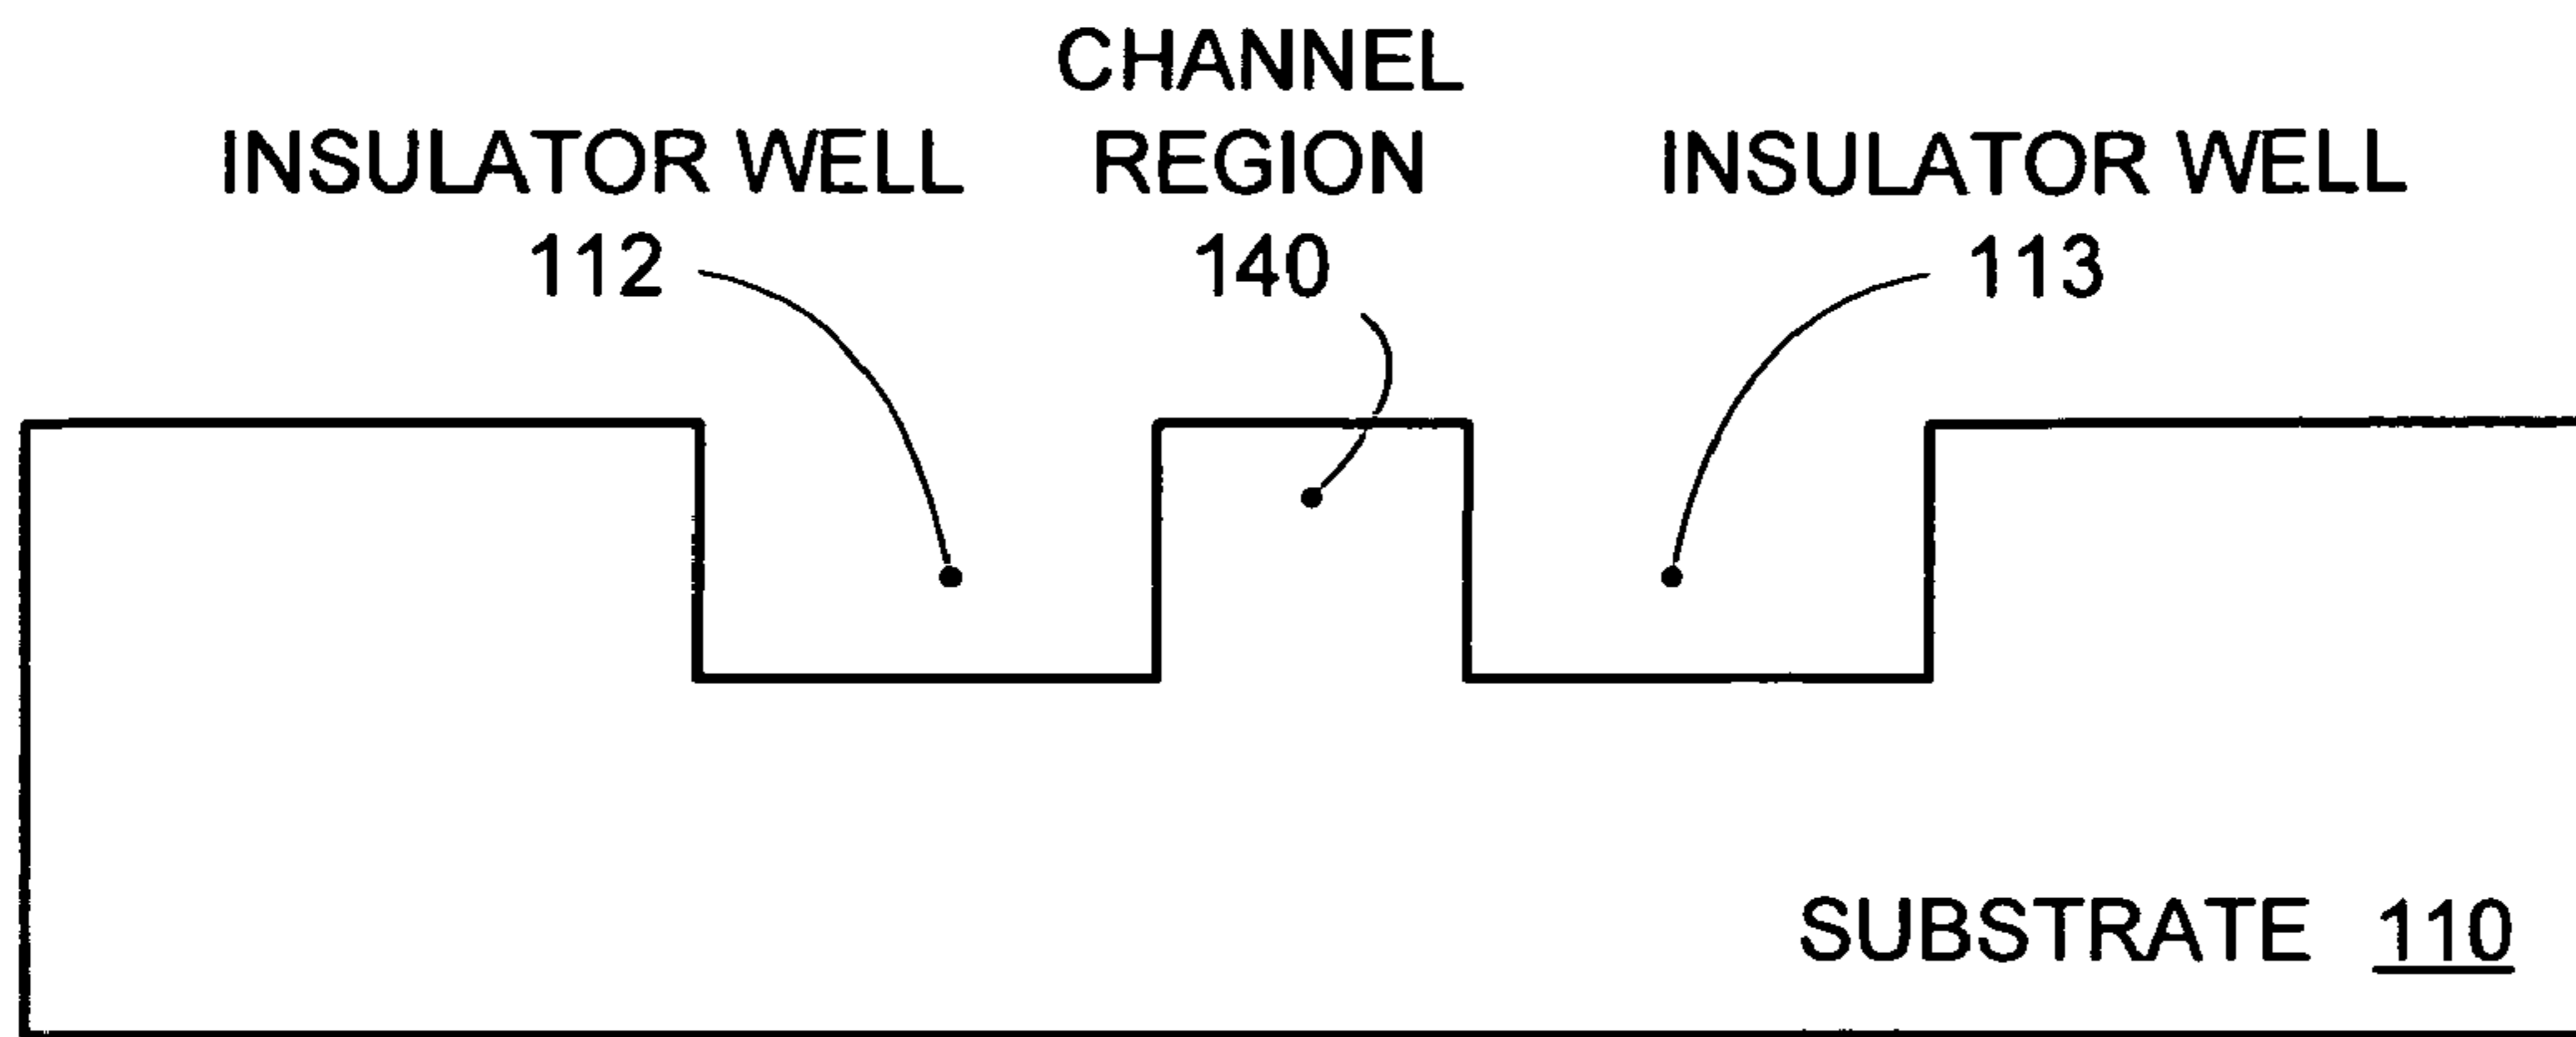 CHANNEL
INSULATOR WELL REGION INSULATOR WELL
112 140 113
SUBSTRATE 110